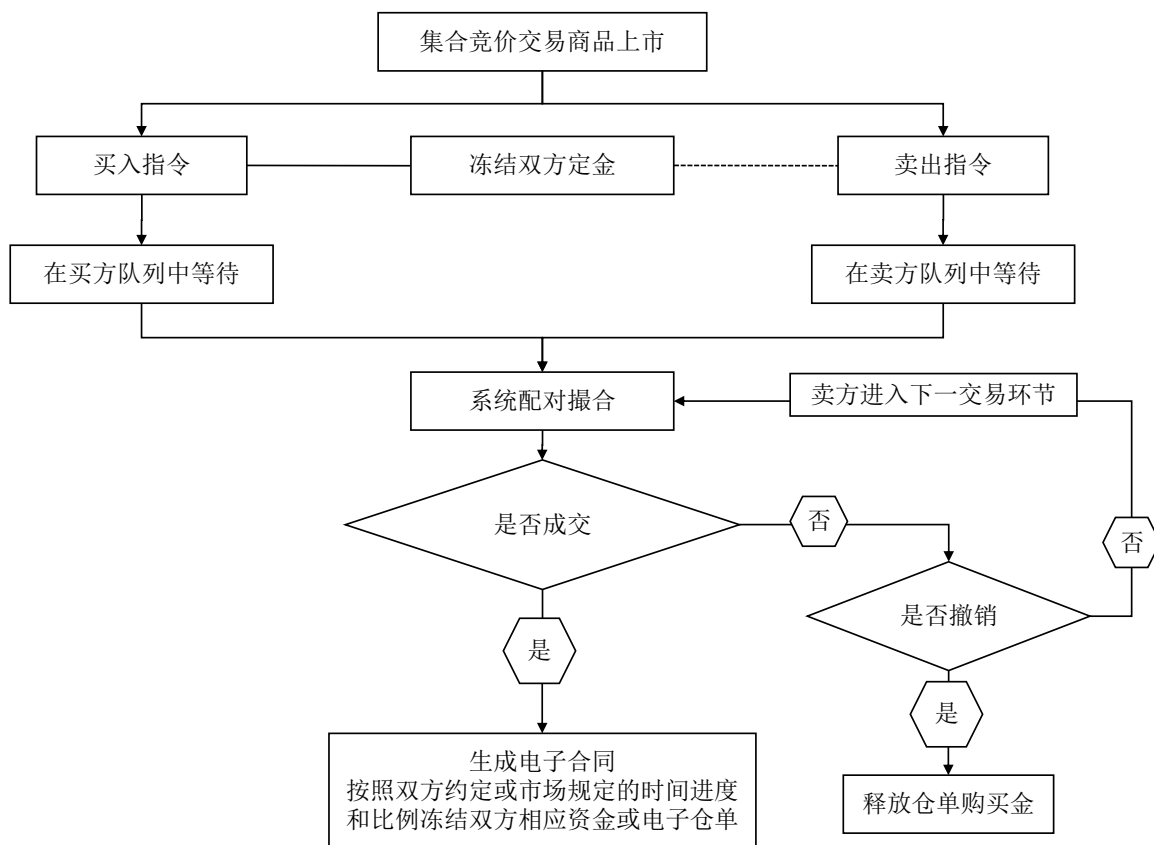 集合竞价交易商品上市
买入指令
冻结双方定金
卖出指令
在买方队列中等待
在卖方队列中等待
系统配对撮合
卖方进入下一交易环节
是否成交
否
否
是否撤销
是
是
生成电子合同
按照双方约定或市场规定的时间进度
和比例冻结双方相应资金或电子仓单
释放仓单购买金